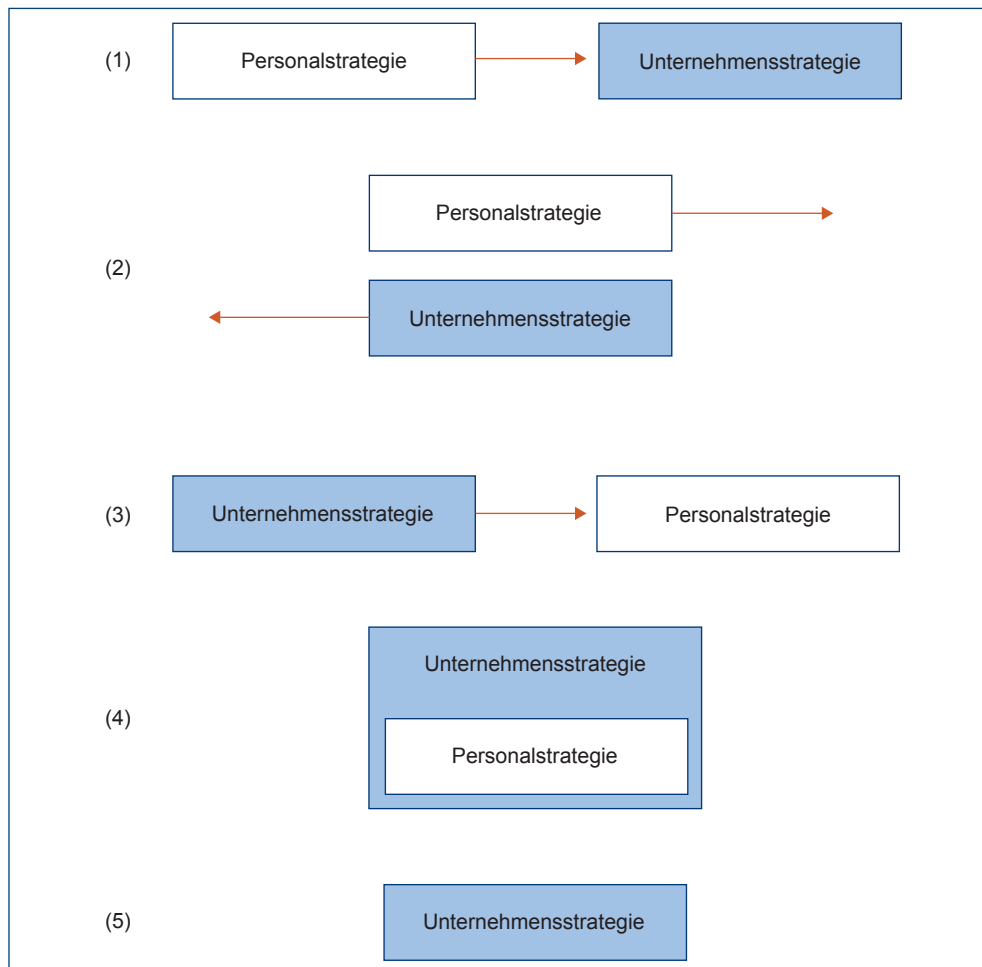 (1)
Personalstrategie
Unternehmensstrategie
Personalstrategie
(2)
Unternehmensstrategie
(3)
Unternehmensstrategie
Personalstrategie
Unternehmensstrategie
(4)
Personalstrategie
(5)
Unternehmensstrategie